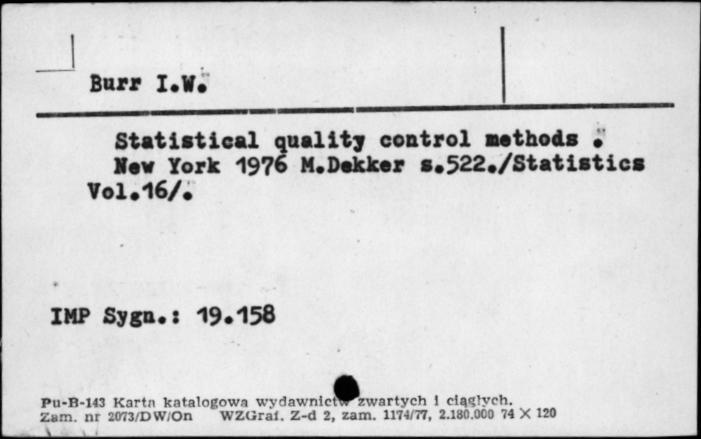 Burr I.W.
Statistical quality control methods .
New York 1976 M.Dekker s.522./Statistics
Vol.16/.
IMP Sygn.: 19.158
Pu-B-143 Karta katalogowa wydawnictw zwartych i ciągłych.
Zam. nr 2073/DW/On WZGraf. Z-d 2, zam. 1174/77, 2.180.000 74 X 120